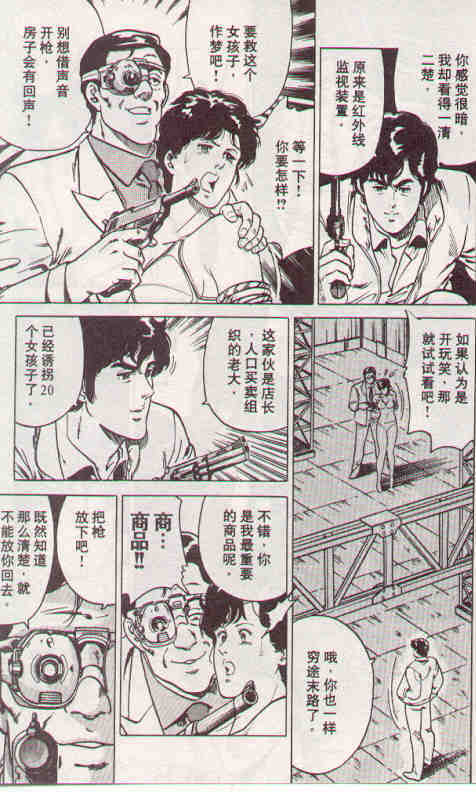 你感觉很暗，
我却看得一清
二楚。
原来是红外线
监视装置。
要救这个
女孩子，
作梦吧！
等一下！
你要怎样!?
别想借声音
开枪，
房子会有回声！
如果认为是
开玩笑，那
就试试看吧！
这家伙是店长
，人口买卖组
织的老大，
已经诱拐20
个女孩子了。
哦，你也一样
穷途末路了。
不错，你
是我最重要
的商品呢。
商…
商品!!
把枪
放下吧！
既然知道
那么清楚，就
不能放你回去。